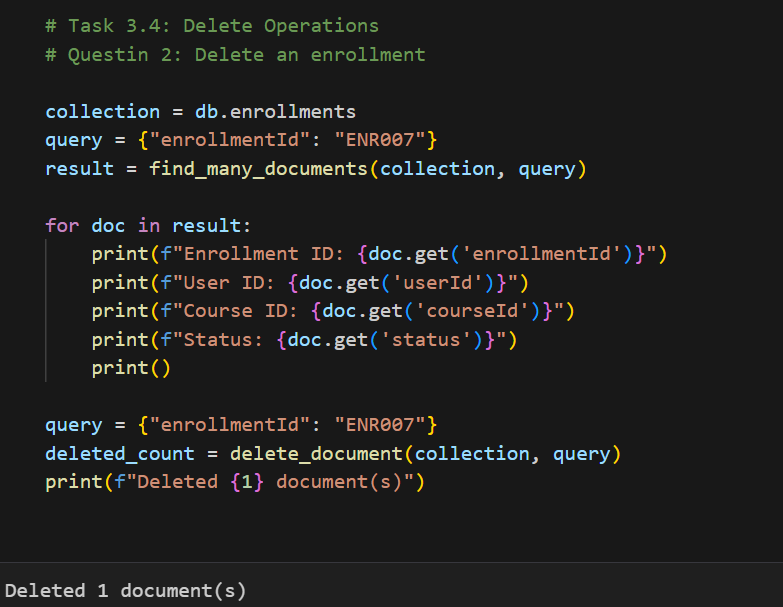 # Task 3.4: Delete Operations
# Questin 2: Delete an enrollment
collection = db.enrollments
query = {"enrollmentId": "ENR007"}
result = find_many_documents(collection, query)
for doc in result:
    print(f"Enrollment ID: {doc.get('enrollmentId')}")
    print(f"User ID: {doc.get('userId')}")
    print(f"Course ID: {doc.get('courseId')}")
    print(f"Status: {doc.get('status')}")
    print()
query = {"enrollmentId": "ENR007"}
deleted_count = delete_document(collection, query)
print(f"Deleted {1} document(s)")
Deleted 1 document(s)